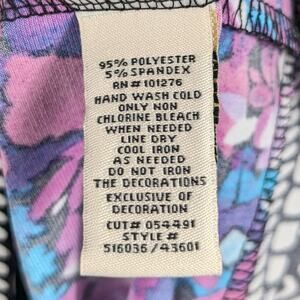 95% POLYESTER
5% SPANDEX
RN# 101276
HAND WASH COLD
ONLY NON
CHLORINE BLEACH
WHEN NEEDED
LINE DRY
COOL IRON
AS NEEDED
DO NOT IRON
THE DECORATIONS
EXCLUSIVE OF
DECORATION
CUT# 054491
STYLE#
516036/43601